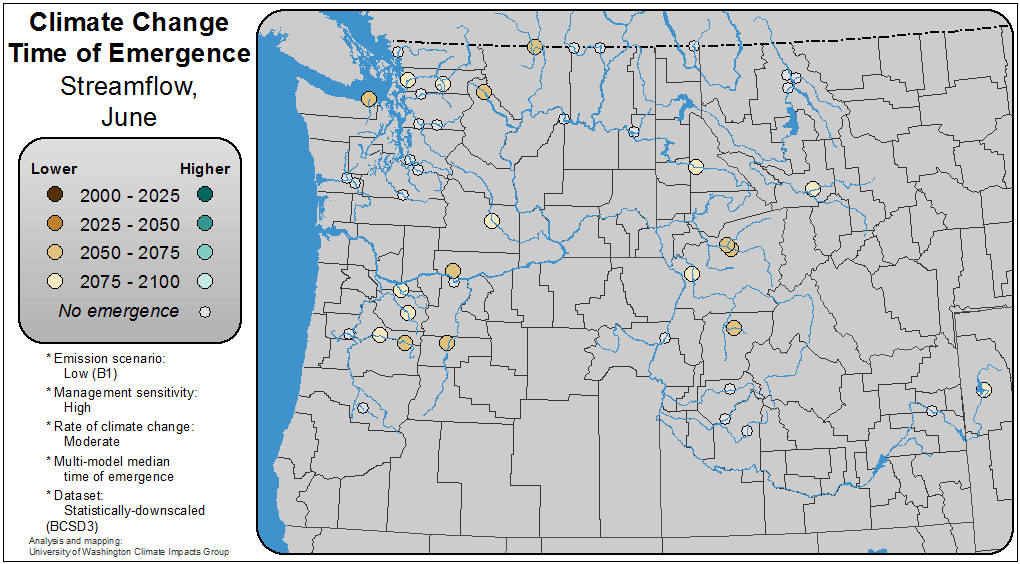 Climate Change
Time of Emergence
Streamflow,
June
Lower Higher
2000 - 2025
2025 - 2050
2050 - 2075
2075 - 2100
No emergence
* Emission scenario:
Low (B1)
* Management sensitivity:
High
* Rate of climate change:
Moderate
* Multi-model median
time of emergence
* Dataset:
Statistically-downscaled
(BCSD3)
Analysis and mapping:
University of Washington Climate Impacts Group